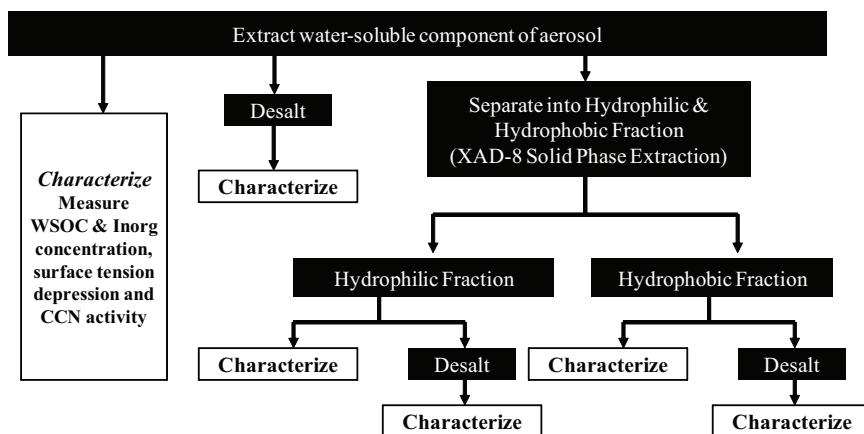 Extract water-soluble component of aerosol
Desalt
Characterize
Characterize
Measure
WSOC & Inorg
concentration,
surface tension
depression and
CCN activity
Separate into Hydrophilic &
Hydrophobic Fraction
(XAD-8 Solid Phase Extraction)
Hydrophilic Fraction
Hydrophobic Fraction
Characterize
Desalt
Characterize
Desalt
Characterize
Characterize